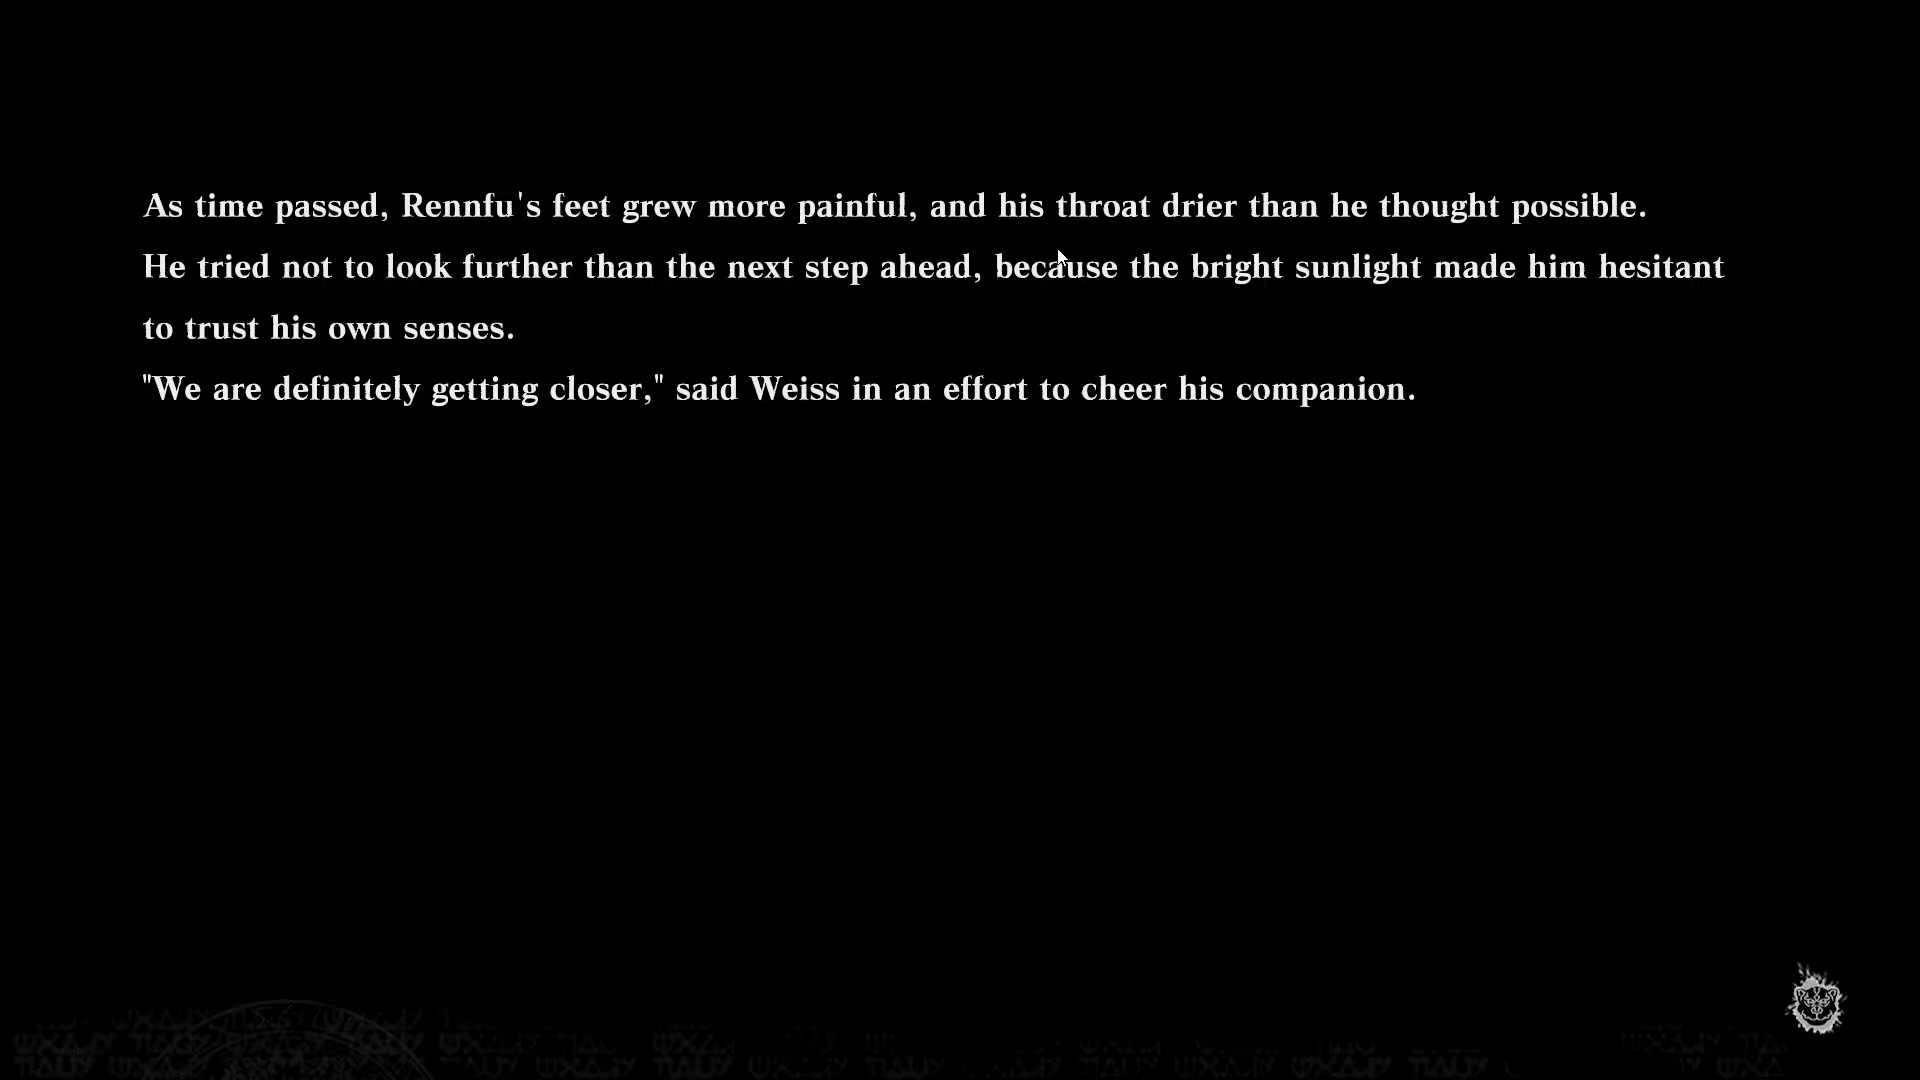 As time passed, Rennfu's feet grew more painful, and his throat drier than he thought possible.
He tried not to look further than the next step ahead, because the bright sunlight made him hesitant
to trust his own senses.
"We are definitely getting closer," said Weiss in an effort to cheer his companion.